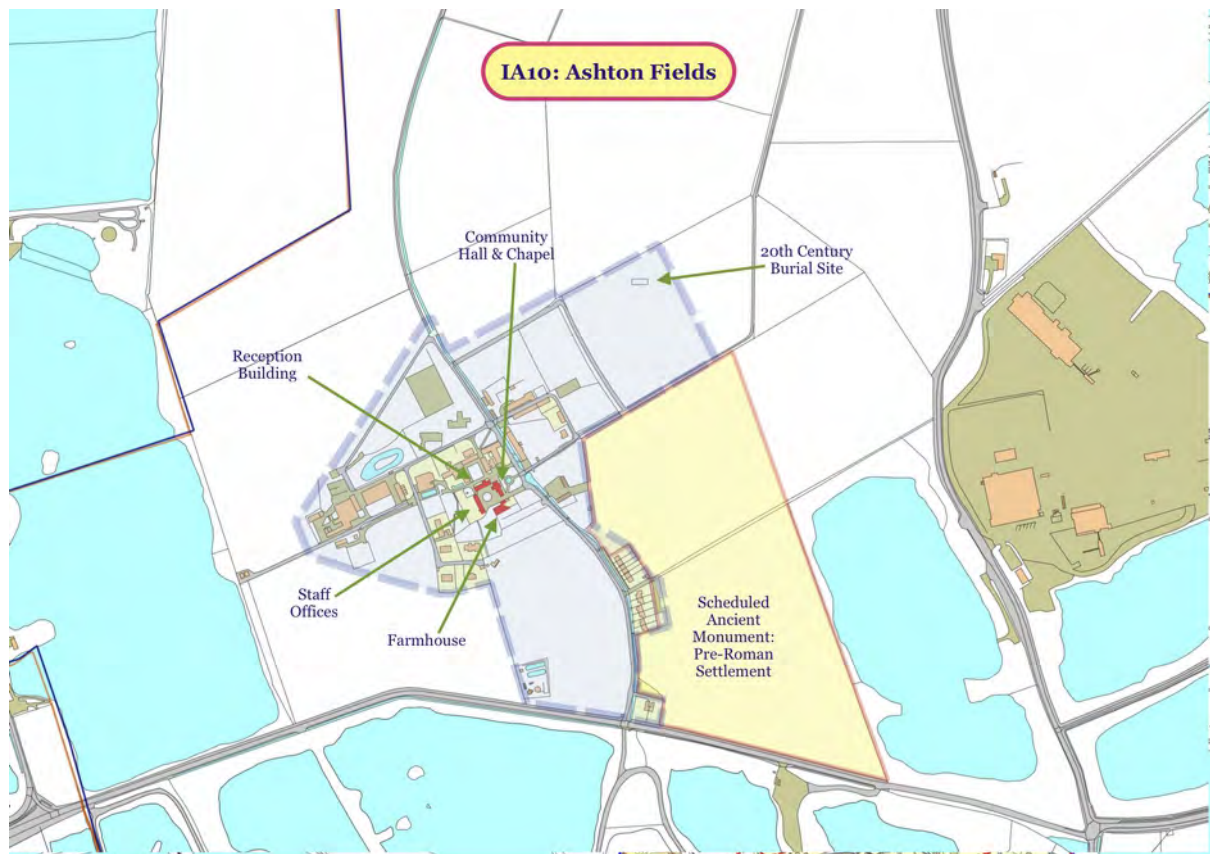 IA10: Ashton Fields
Community
Hall & Chapel
20th Century
Burial Site
Reception
Building
Staff
Offices
Farmhouse
Scheduled
Ancient
Monument:
Pre-Roman
Settlement